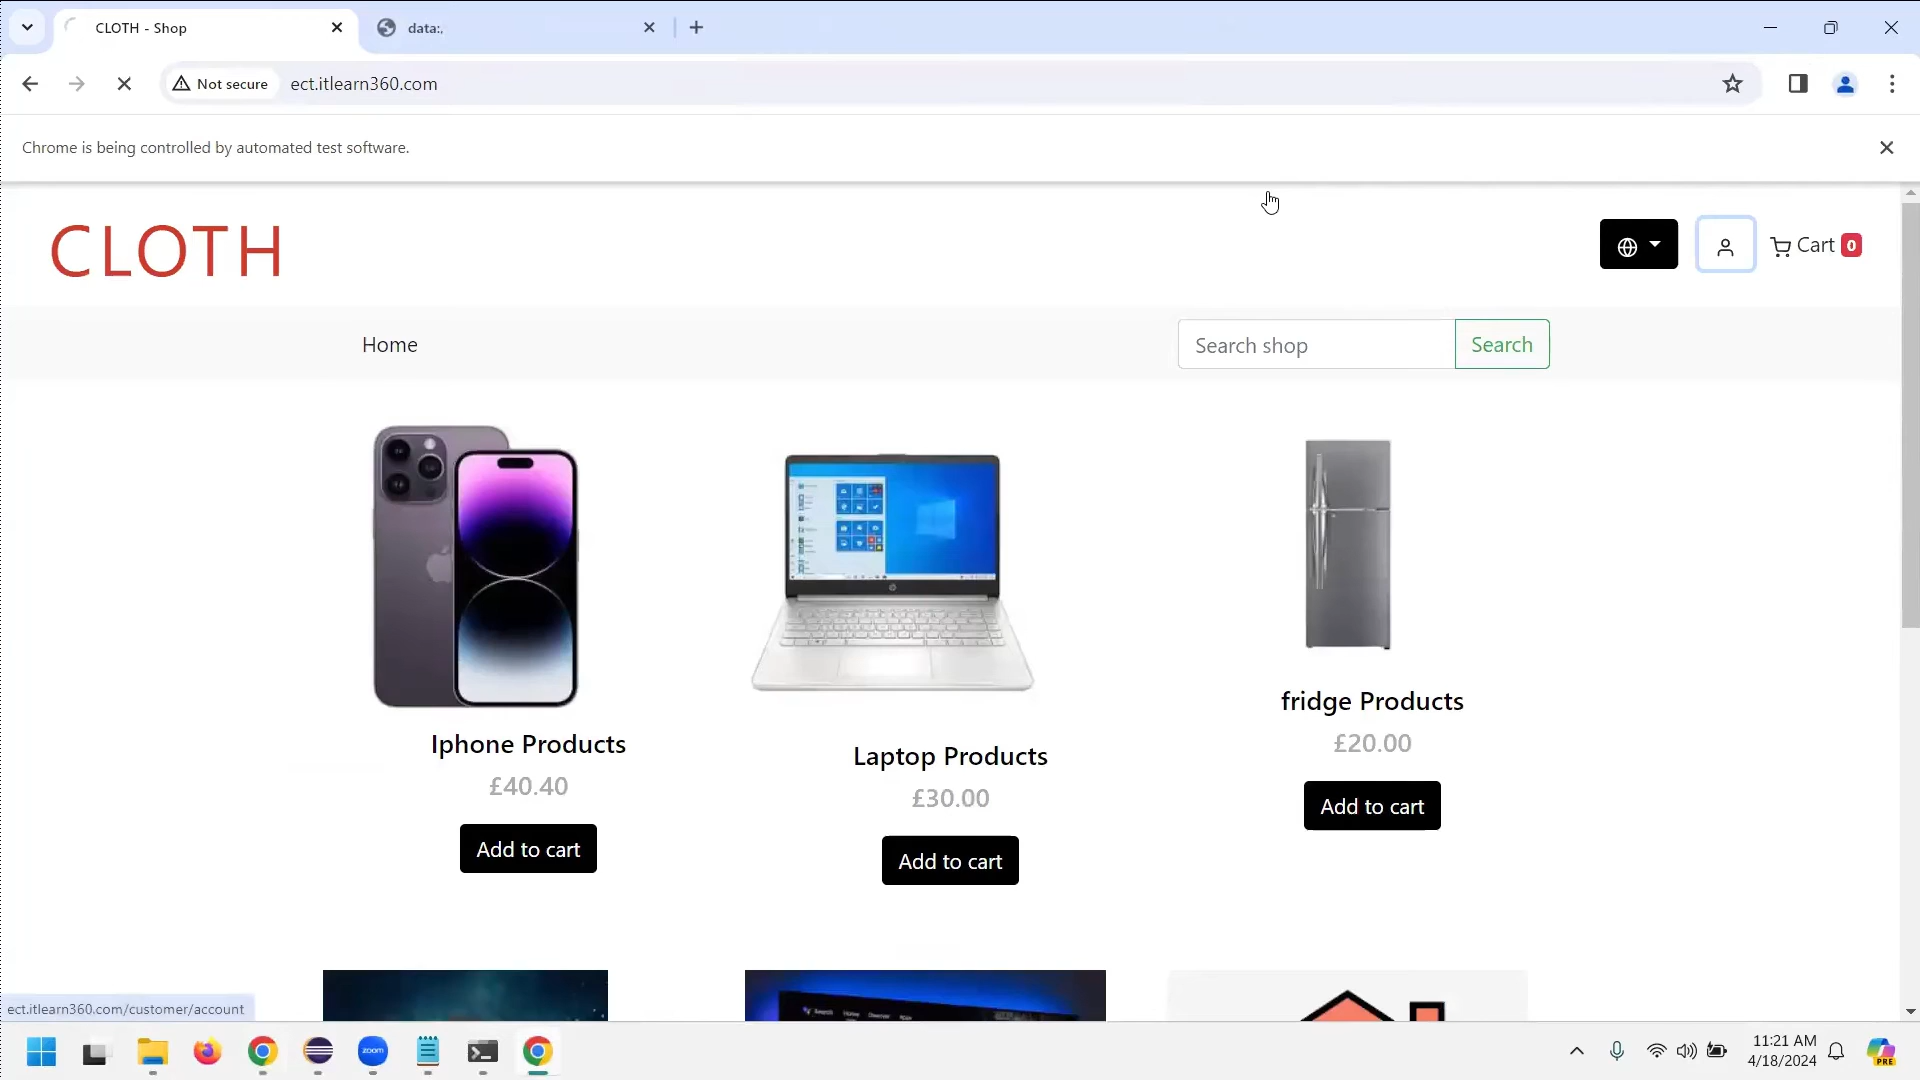 CLOTH - Shop
data:,
Not secure
ect.itlearn360.com
Chrome is being controlled by automated test software.
CLOTH
Cart 0
Home
Search shop
Search
Iphone Products
£40.40
Add to cart
Laptop Products
£30.00
Add to cart
fridge Products
£20.00
Add to cart
ect.itlearn360.com/customer/account
zoom
11:21 AM
4/18/2024
PRE